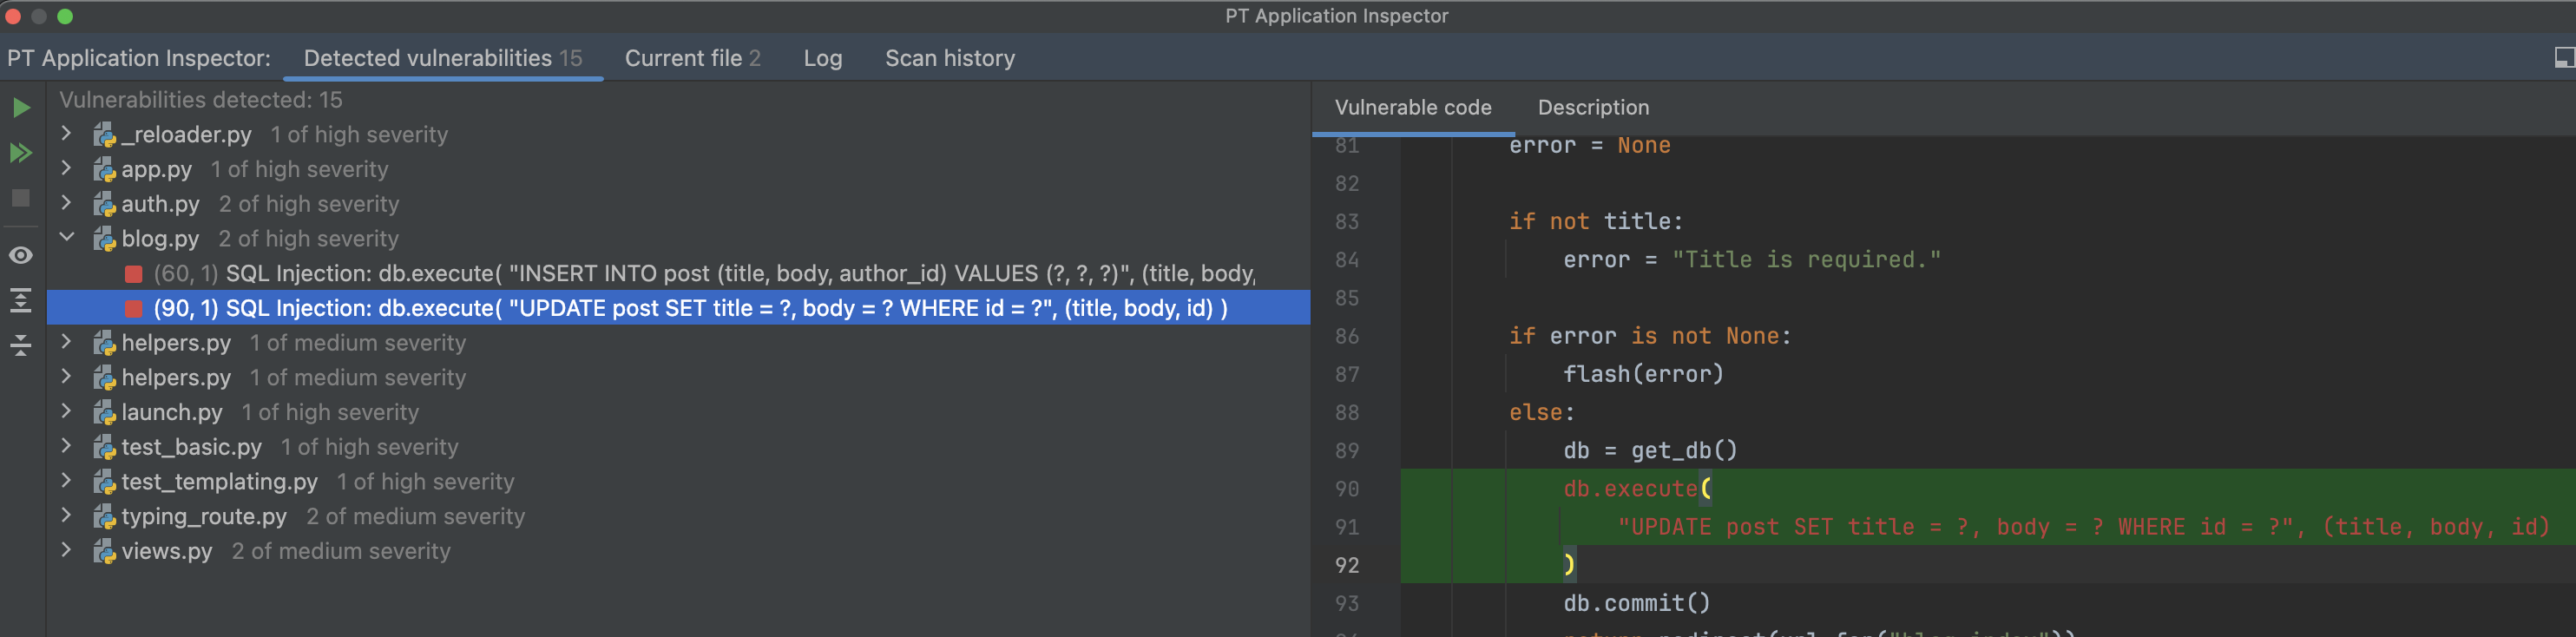 PT Application Inspector
PT Application Inspector: Detected vulnerabilities 15 Current file 2 Log Scan history
Vulnerabilities detected: 15
_reloader.py 1 of high severity
app.py 1 of high severity
auth.py 2 of high severity
blog.py 2 of high severity
(60, 1) SQL Injection: db.execute( "INSERT INTO post (title, body, author_id) VALUES (?, ?, ?)", (title, body,
(90, 1) SQL Injection: db.execute( "UPDATE post SET title = ?, body = ? WHERE id = ?", (title, body, id) )
helpers.py 1 of medium severity
helpers.py 1 of medium severity
launch.py 1 of high severity
test_basic.py 1 of high severity
test_templating.py 1 of high severity
typing_route.py 2 of medium severity
views.py 2 of medium severity
Vulnerable code Description
81 error = None
82
83 if not title:
84 error = "Title is required."
85
86 if error is not None:
87 flash(error)
88 else:
89 db = get_db()
90 db.execute(
91 "UPDATE post SET title = ?, body = ? WHERE id = ?", (title, body, id)
92 )
93 db.commit()